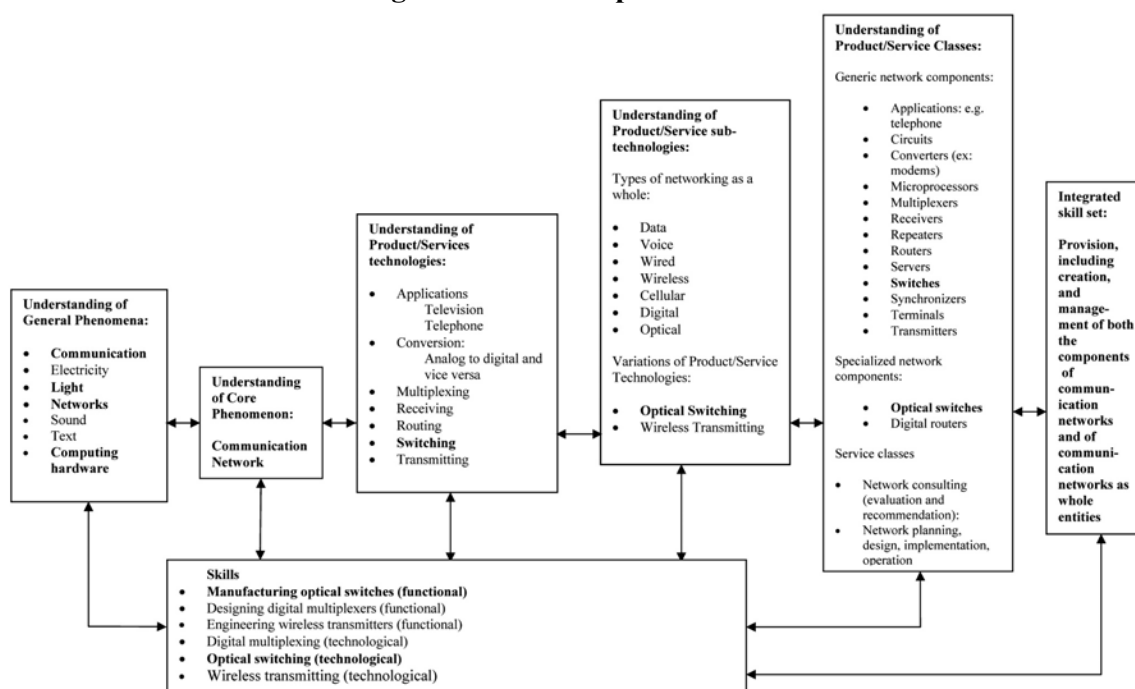 Understanding of
General Phenomena:
• Communication
• Electricity
• Light
• Networks
• Sound
• Text
• Computing
hardware
Understanding
of Core
Phenomenon:
Communication
Network
Understanding of
Product/Services
technologies:
• Applications
Television
Telephone
• Conversion:
Analog to digital and
vice versa
• Multiplexing
• Receiving
• Routing
• Switching
• Transmitting
Understanding of
Product/Service sub-
technologies:
Types of networking as a
whole:
• Data
• Voice
• Wired
• Wireless
• Cellular
• Digital
• Optical
Variations of Product/Service
Technologies:
• Optical Switching
• Wireless Transmitting
Understanding of
Product/Service Classes:
Generic network components:
• Applications: e.g.
telephone
• Circuits
• Converters (ex:
modems)
• Microprocessors
• Multiplexers
• Receivers
• Repeaters
• Routers
• Servers
• Switches
• Synchronizers
• Terminals
• Transmitters
Specialized network
components:
• Optical switches
• Digital routers
Service classes
• Network consulting
(evaluation and
recommendation):
• Network planning,
design, implementation,
operation
Integrated
skill set:
Provision,
including
creation,
and
manage-
ment of both
the
components
of
commun-
ication
networks
and of
communi-
cation
networks as
whole
entities
Skills
• Manufacturing optical switches (functional)
• Designing digital multiplexers (functional)
• Engineering wireless transmitters (functional)
• Digital multiplexing (technological)
• Optical switching (technological)
• Wireless transmitting (technological)